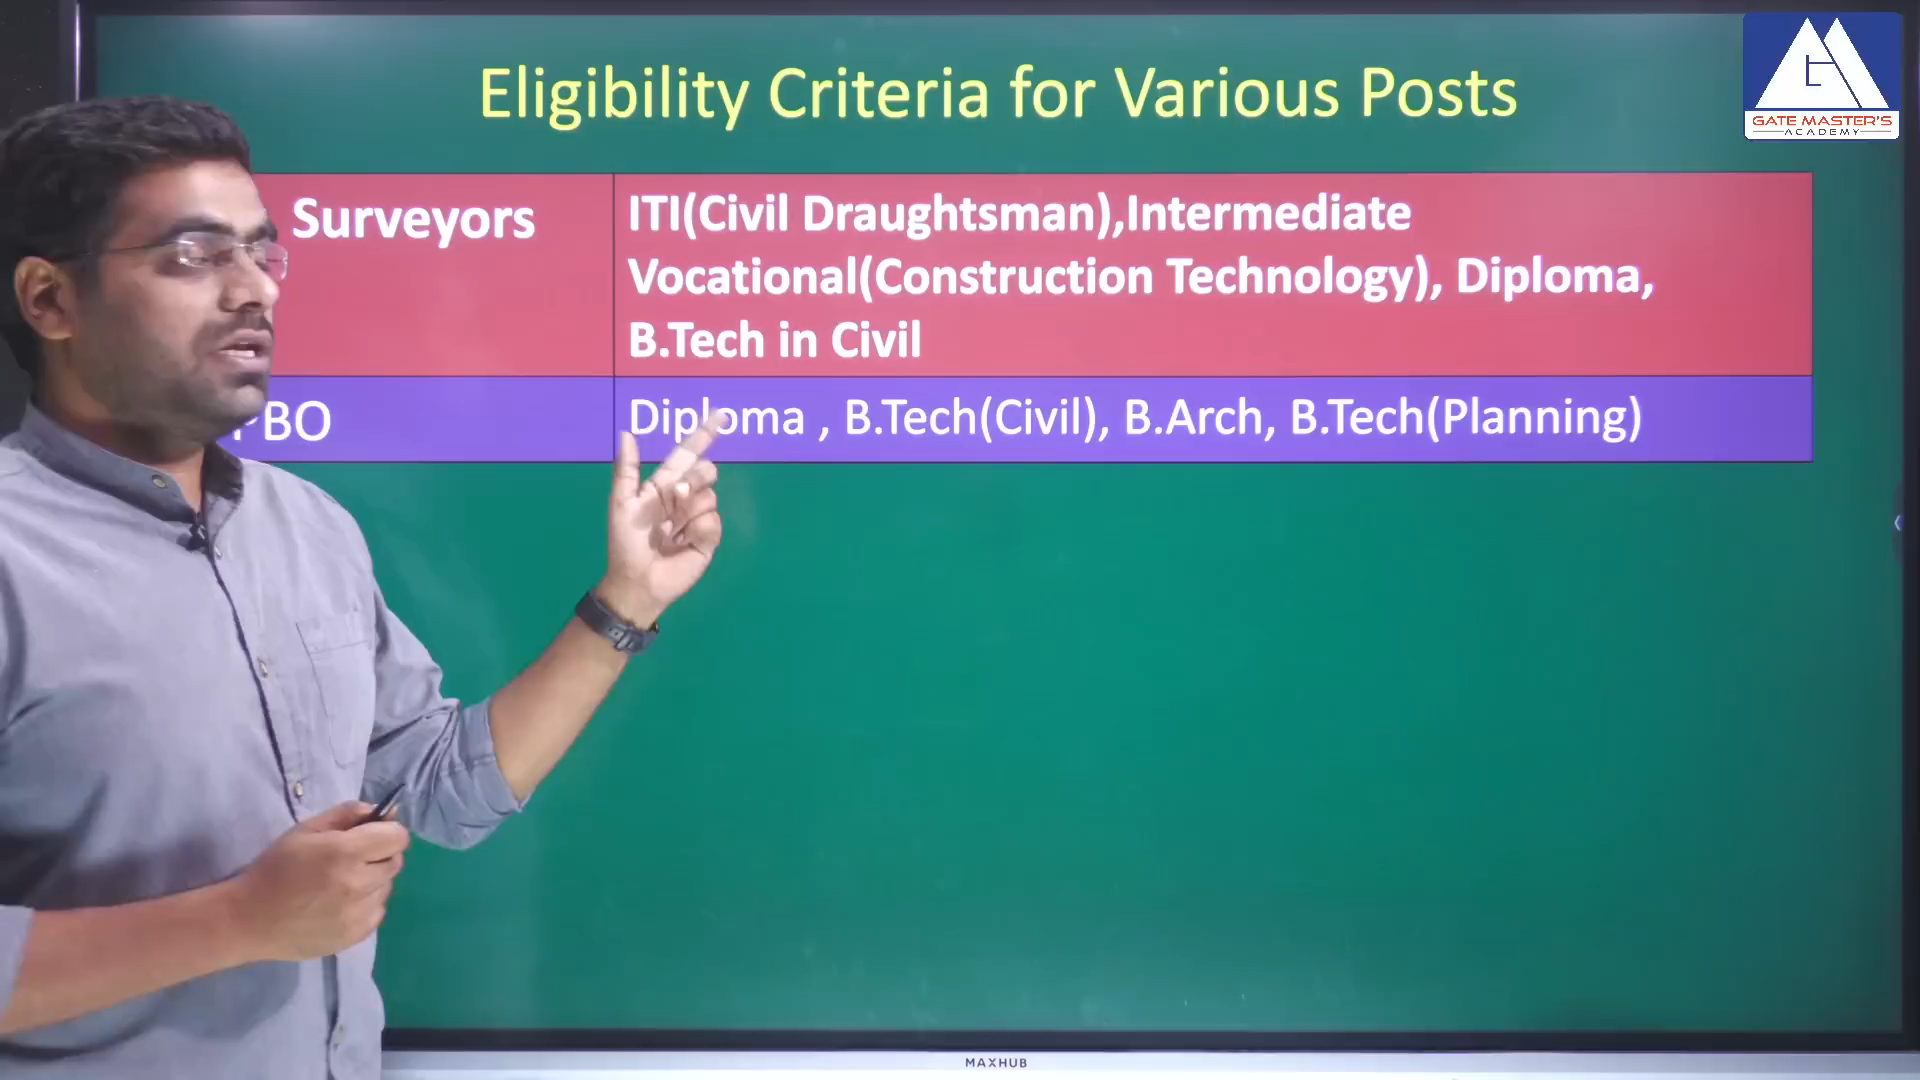 Eligibility Criteria for Various Posts
GATE MASTER'S
ACADEMY
Surveyors
ITI(Civil Draughtsman),Intermediate
Vocational(Construction Technology), Diploma,
B.Tech in Civil
PBO
Diploma , B.Tech(Civil), B.Arch, B.Tech(Planning)
MAXHUB